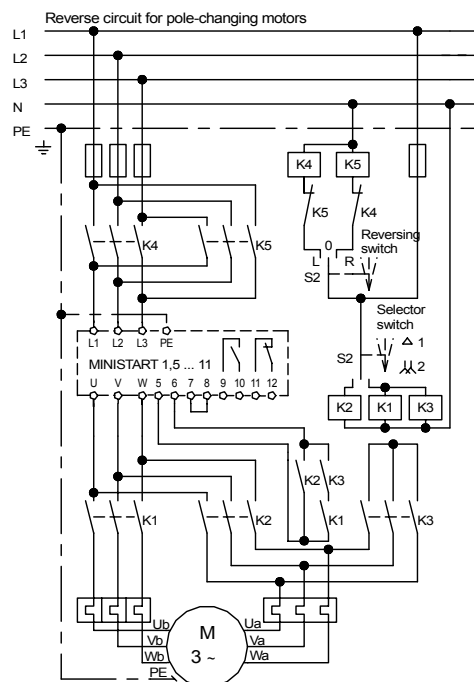 Reverse circuit for pole-changing motors
L1
L2
L3
N
PE
K4 K5
K5 K4
K4 K5
L 0 R
Reversing
switch
S2
L1 L2 L3 PE
Selector
switch
1
S2
2
MINISTART 1,5 ... 11
U V W 5 6 7 8 9 10 11 12
K2 K1 K3
K2 K3
K1 K2 K1 K3
Ub Ua
Vb M Va
Wb 3 ~ Wa
PE